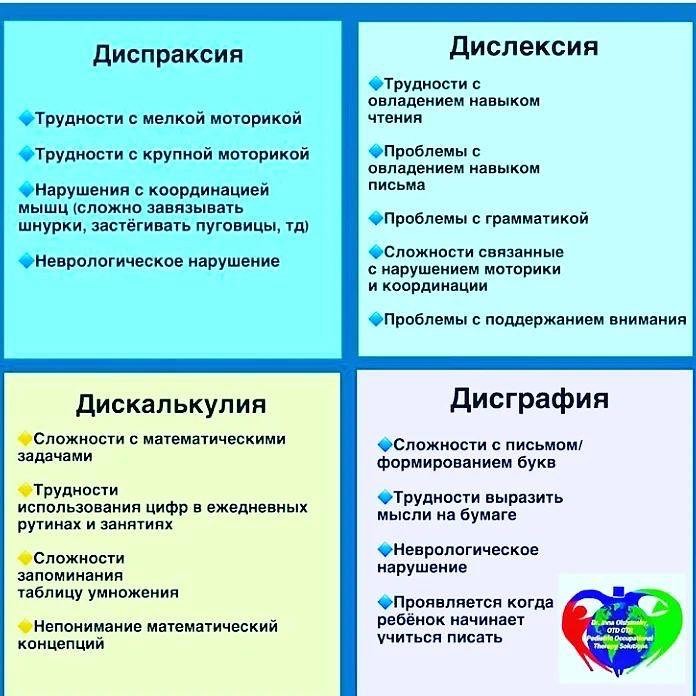 Диспраксия
Трудности с мелкой моторикой
Трудности с крупной моторикой
Нарушения с координацией
мышц (сложно завязывать
шнурки, застёгивать пуговицы, тд)
Неврологическое нарушение
Дислексия
Трудности с
овладением навыком
чтения
Проблемы с
овладением навыком
письма
Проблемы с грамматикой
Сложности связанные
с нарушением моторики
и координации
Проблемы с поддержанием внимания
Дискалькулия
Сложности с математическими
задачами
Трудности
использования цифр в ежедневных
рутинах и занятиях
Сложности
запоминания
таблицу умножения
Непонимание математический
концепций
Дисграфия
Сложности с письмом/
формированием букв
Трудности выразить
мысли на бумаге
Неврологическое
нарушение
Проявляется когда
ребёнок начинает
учиться писать
Dr. Inna
OTD OTR
Pediatric Occupational
Therapy Solutions